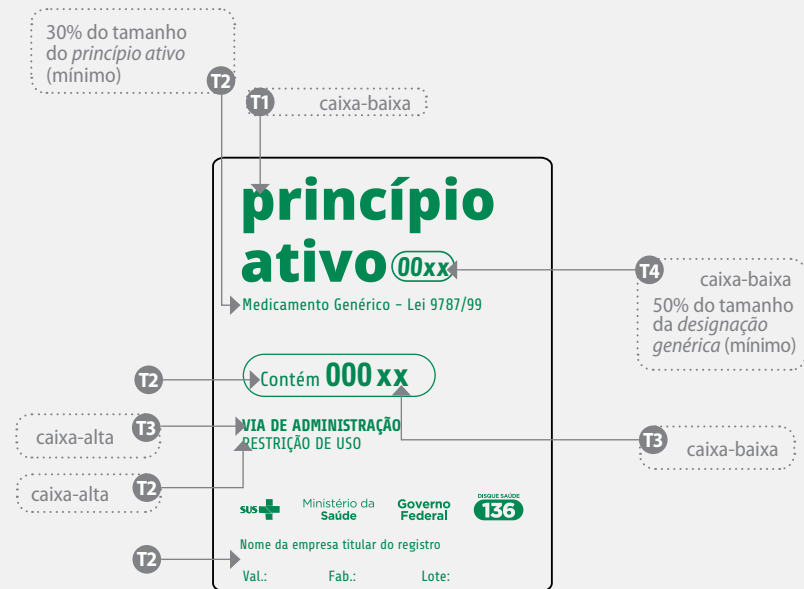 30% do tamanho
do princípio ativo
(mínimo)
T2
T1
caixa-baixa
princípio
ativo 00xx
T4
caixa-baixa
50% do tamanho
da designação
genérica (mínimo)
Medicamento Genérico – Lei 9787/99
T2
Contém 000 xx
T3
caixa-alta
VIA DE ADMINISTRAÇÃO
RESTRIÇÃO DE USO
T3
caixa-baixa
caixa-alta
T2
SUS
Ministério da
Saúde
Governo
Federal
DISQUE SAÚDE
136
T2
Nome da empresa titular do registro
Val.: Fab.: Lote: